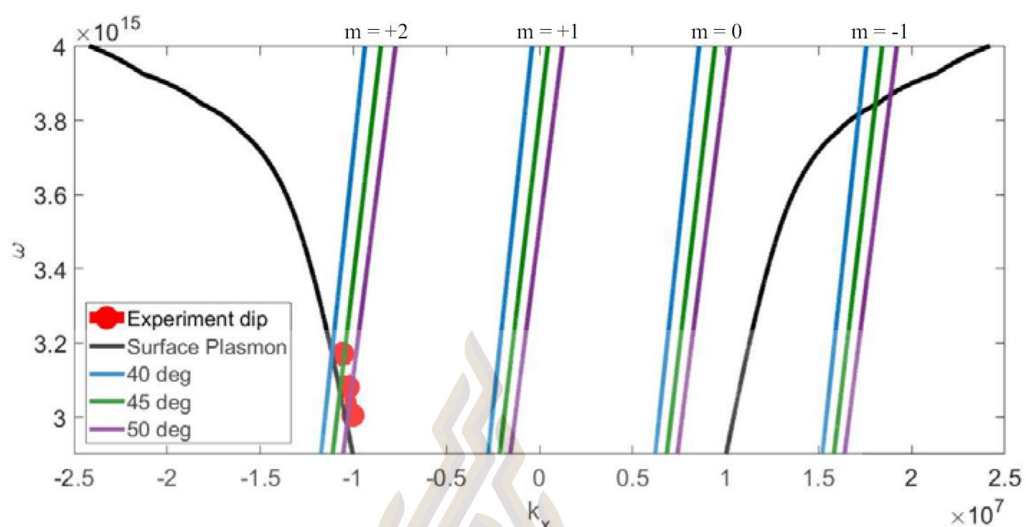 ×10^15
m = +2 m = +1 m = 0 m = -1
4
3.8
3.6
3.4
3.2
3
ω
Experiment dip
Surface Plasmon
40 deg
45 deg
50 deg
-2.5 -2 -1.5 -1 -0.5 0 0.5 1 1.5 2 2.5
k_x
×10^7